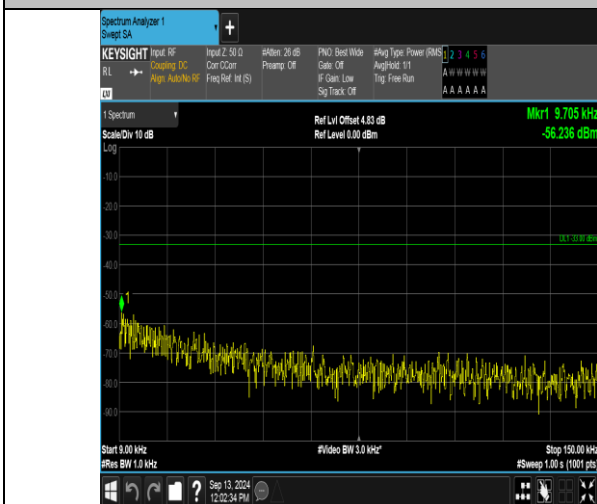 Spectrum Analyzer 1
Swept SA
+
KEYSIGHT
RL
Input: RF
Coupling: DC
Align: Auto/No RF
Input Z: 50 Ω
Corr CCorr
Freq Ref: Int (S)
#Atten: 26 dB
Preamp: Off
PNO: Best Wide
Gate: Off
IF Gain: Low
Sig Track: Off
#Avg Type: Power (RMS
Avg|Hold: 1/1
Trig: Free Run
1 2 3 4 5 6
A W W W W W
A A A A A A
1 Spectrum
Scale/Div 10 dB
Log
Ref Lvl Offset 4.83 dB
Ref Level 0.00 dBm
Mkr1 9.705 kHz
-56.236 dBm
-10.0
-20.0
-30.0
DL1 -33.00 dBm
-40.0
-50.0
1
-60.0
-70.0
-80.0
-90.0
Start 9.00 kHz
#Res BW 1.0 kHz
#Video BW 3.0 kHz*
Stop 150.00 kHz
#Sweep 1.00 s (1001 pts)
?
Sep 13, 2024
12:02:34 PM